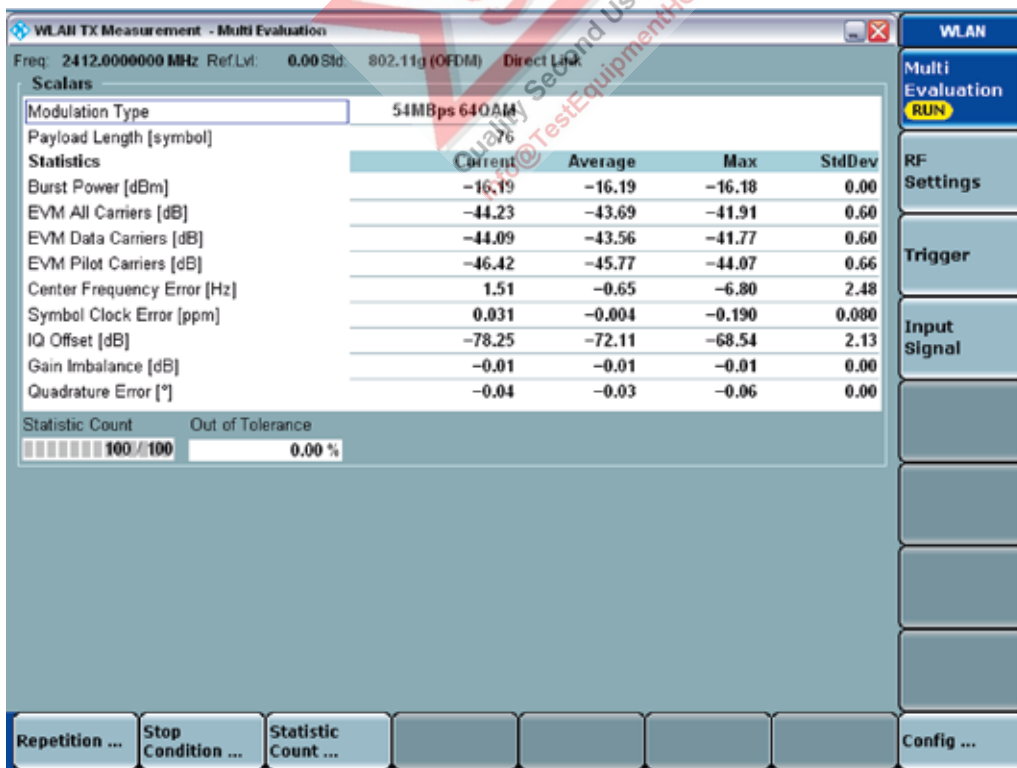 WLAN TX Measurement - Multi Evaluation
WLAN
Freq: 2412.0000000 MHz Ref.Lvl: 0.00 Std: 802.11g (OFDM) Direct Link
Multi Evaluation
RUN
Scalars
Modulation Type 54MBps 64QAM
Payload Length [symbol] 76
Statistics Current Average Max StdDev
Burst Power [dBm] -16.19 -16.19 -16.18 0.00
EVM All Carriers [dB] -44.23 -43.69 -41.91 0.60
EVM Data Carriers [dB] -44.09 -43.56 -41.77 0.60
EVM Pilot Carriers [dB] -46.42 -45.77 -44.07 0.66
Center Frequency Error [Hz] 1.51 -0.65 -6.80 2.48
Symbol Clock Error [ppm] 0.031 -0.004 -0.190 0.080
IQ Offset [dB] -78.25 -72.11 -68.54 2.13
Gain Imbalance [dB] -0.01 -0.01 -0.01 0.00
Quadrature Error [°] -0.04 -0.03 -0.06 0.00
Statistic Count Out of Tolerance
100 / 100 0.00 %
RF Settings
Trigger
Input Signal
Repetition ...
Stop Condition ...
Statistic Count ...
Config ...
Quality Second